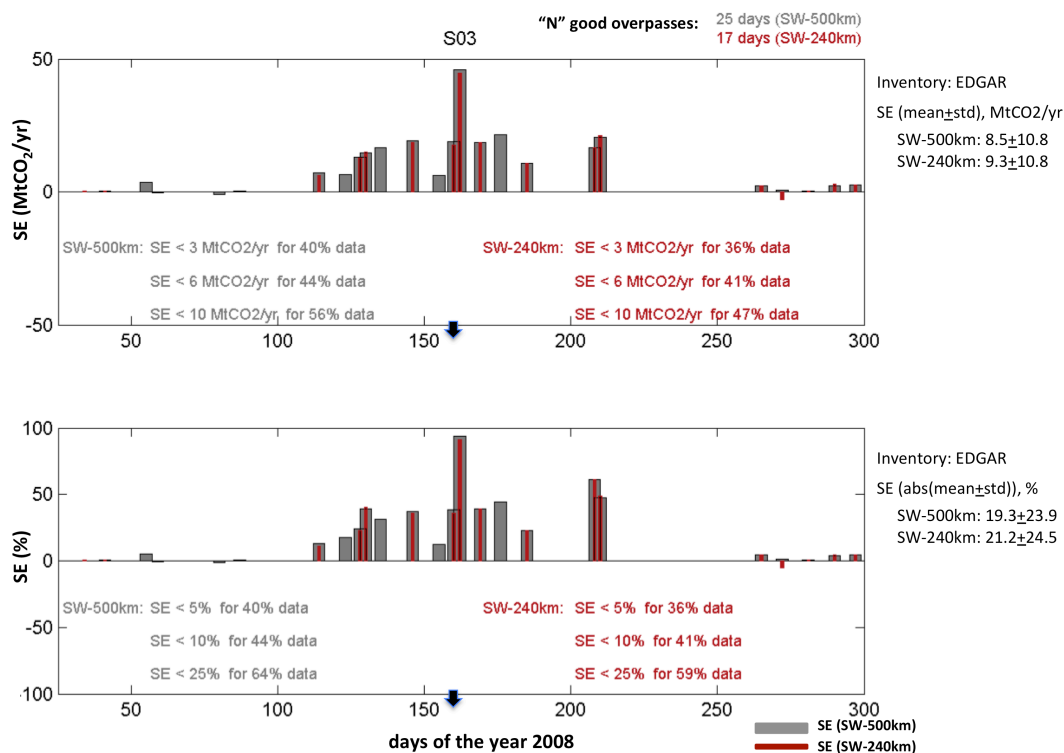 “N” good overpasses:
25 days (SW-500km)
17 days (SW-240km)
S03
50
0
-50
SE (MtCO2/yr)
Inventory: EDGAR
SE (mean±std), MtCO2/yr
SW-500km: 8.5±10.8
SW-240km: 9.3±10.8
SW-500km: SE < 3 MtCO2/yr for 40% data
SE < 6 MtCO2/yr for 44% data
SE < 10 MtCO2/yr for 56% data
SW-240km: SE < 3 MtCO2/yr for 36% data
SE < 6 MtCO2/yr for 41% data
SE < 10 MtCO2/yr for 47% data
50 100 150 200 250 300
100
50
0
-50
-100
SE (%)
Inventory: EDGAR
SE (abs(mean±std)), %
SW-500km: 19.3±23.9
SW-240km: 21.2±24.5
SW-500km: SE < 5% for 40% data
SE < 10% for 44% data
SE < 25% for 64% data
SW-240km: SE < 5% for 36% data
SE < 10% for 41% data
SE < 25% for 59% data
50 100 150 200 250 300
days of the year 2008
SE (SW-500km)
SE (SW-240km)